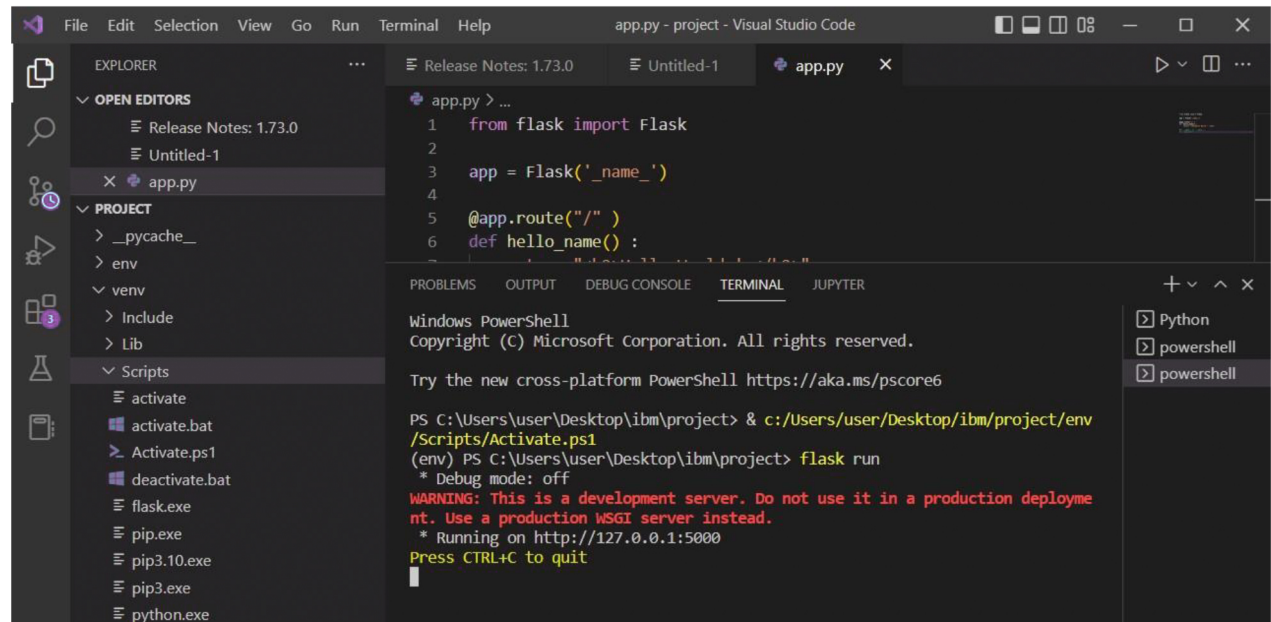 File Edit Selection View Go Run Terminal Help app.py - project - Visual Studio Code
EXPLORER
OPEN EDITORS
Release Notes: 1.73.0
Untitled-1
app.py
PROJECT
__pycache__
env
venv
Include
Lib
Scripts
activate
activate.bat
Activate.ps1
deactivate.bat
flask.exe
pip.exe
pip3.10.exe
pip3.exe
python.exe
3
Release Notes: 1.73.0 Untitled-1 app.py
app.py > ...
1 from flask import Flask
2
3 app = Flask('_name_')
4
5 @app.route("/" )
6 def hello_name() :
PROBLEMS OUTPUT DEBUG CONSOLE TERMINAL JUPYTER
Windows PowerShell
Copyright (C) Microsoft Corporation. All rights reserved.
Try the new cross-platform PowerShell https://aka.ms/pscore6
PS C:\Users\user\Desktop\ibm\project> & c:/Users/user/Desktop/ibm/project/env
/Scripts/Activate.ps1
(env) PS C:\Users\user\Desktop\ibm\project> flask run
* Debug mode: off
WARNING: This is a development server. Do not use it in a production deployme
nt. Use a production WSGI server instead.
* Running on http://127.0.0.1:5000
Press CTRL+C to quit
Python
powershell
powershell